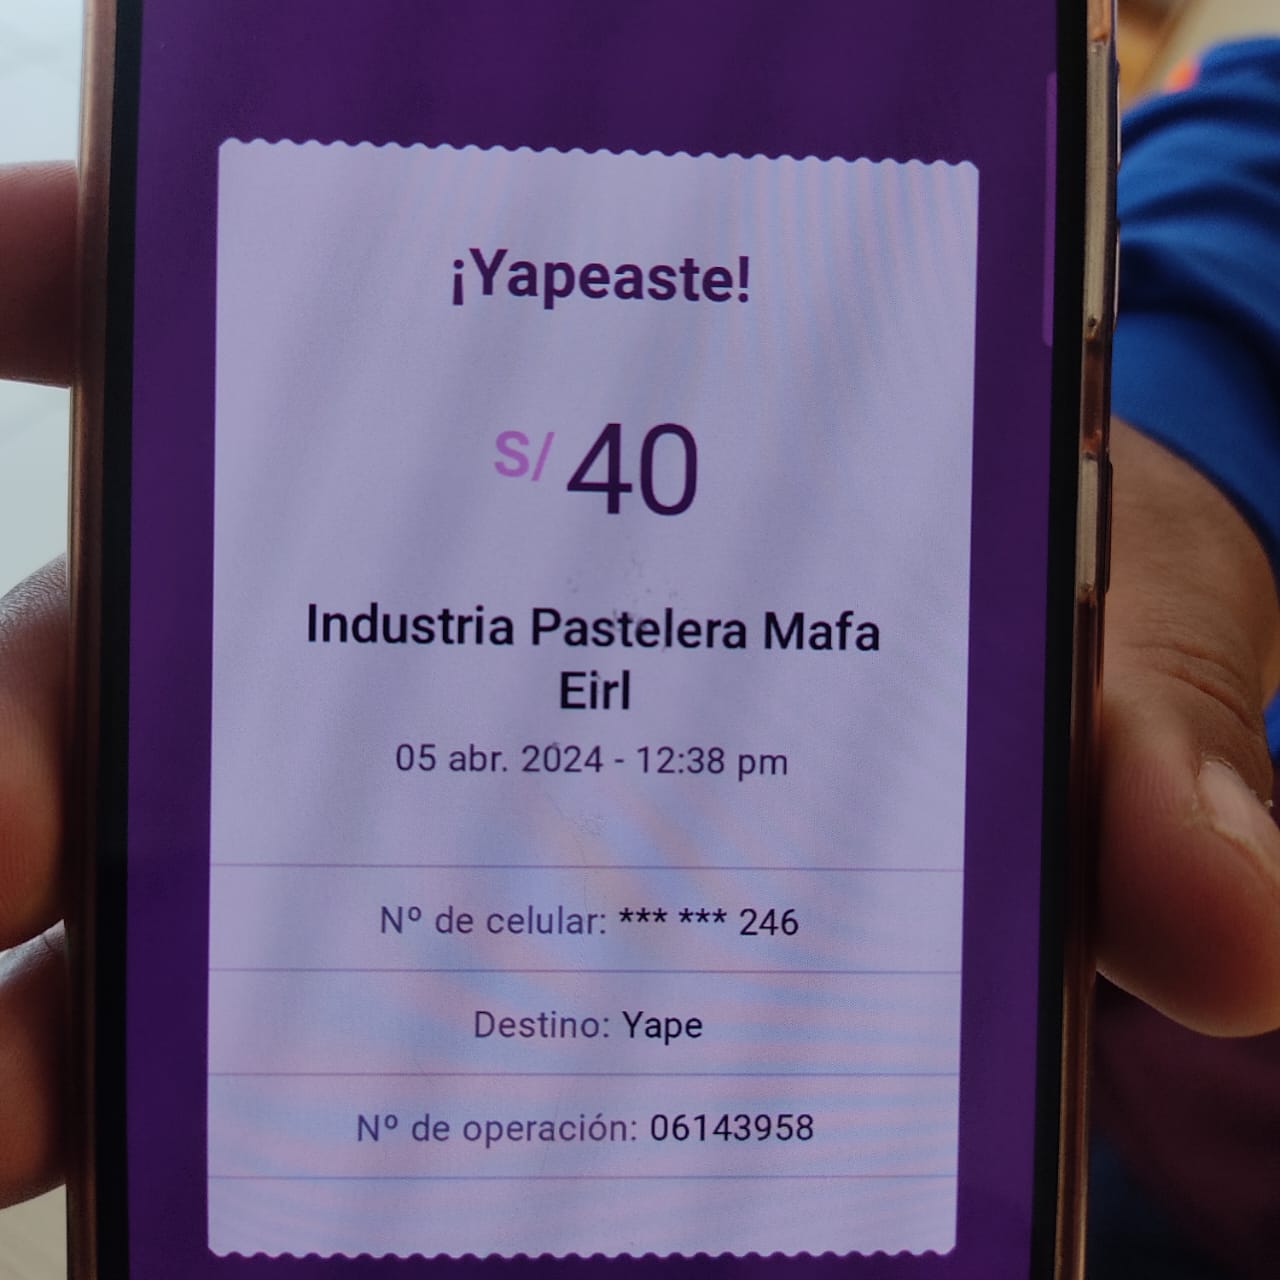 ¡Yapeaste!
S/ 40
Industria Pastelera Mafa
Eirl
05 abr. 2024 - 12:38 pm
Nº de celular: *** *** 246
Destino: Yape
Nº de operación: 06143958